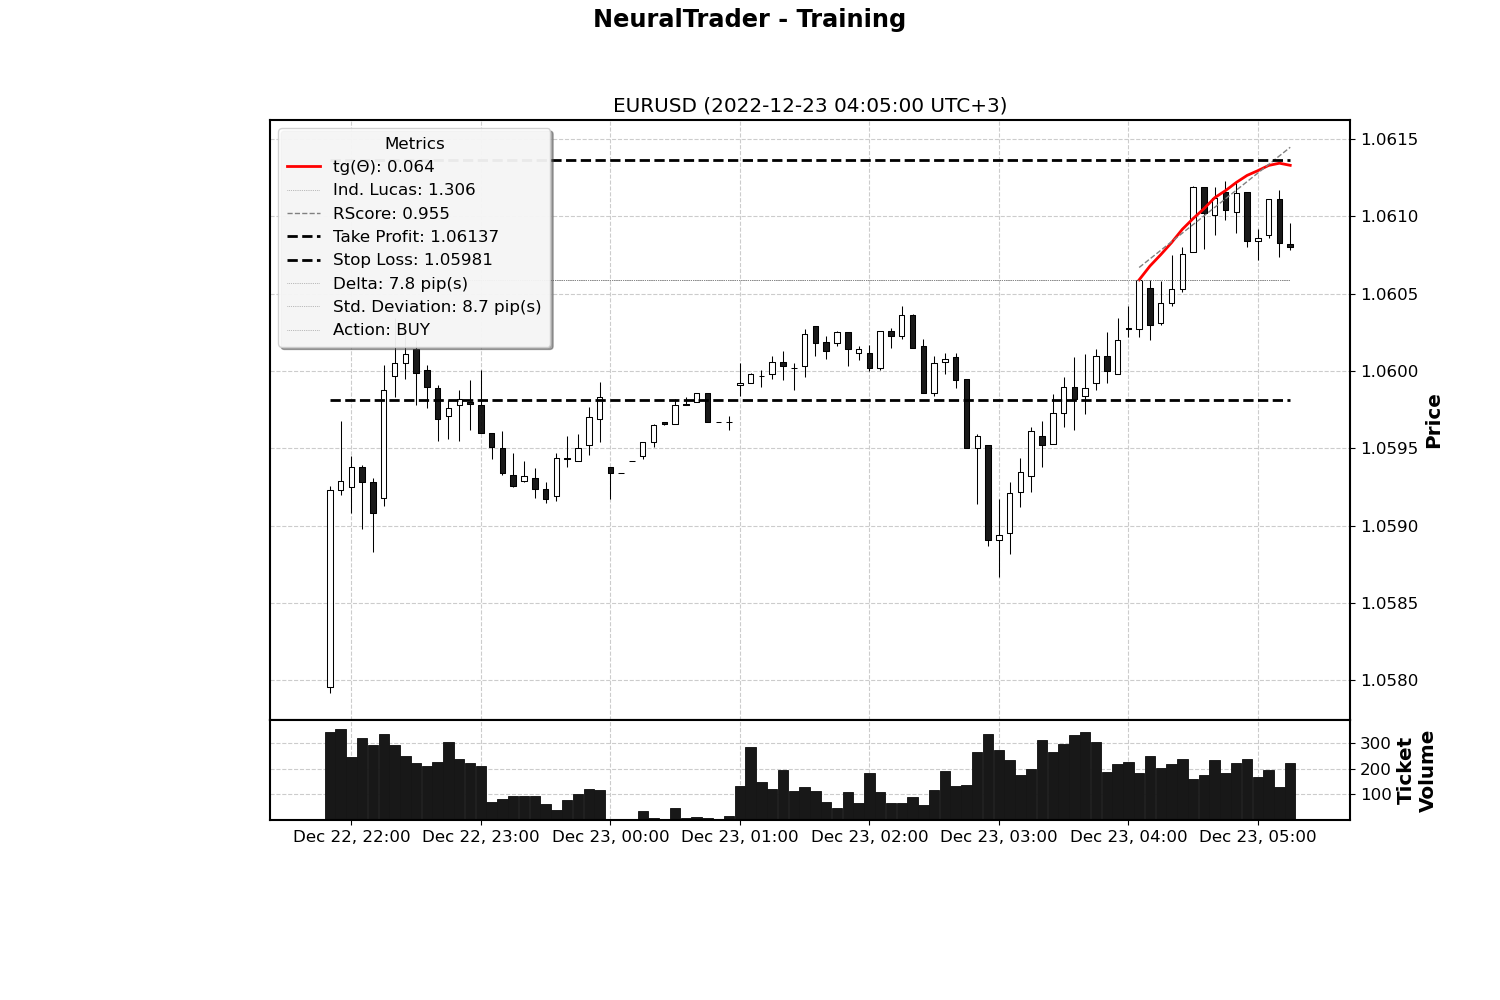 NeuralTrader - Training
EURUSD (2022-12-23 04:05:00 UTC+3)
Metrics
tg(Θ): 0.064
Ind. Lucas: 1.306
RScore: 0.955
Take Profit: 1.06137
Stop Loss: 1.05981
Delta: 7.8 pip(s)
Std. Deviation: 8.7 pip(s)
Action: BUY
1.0615
1.0610
1.0605
1.0600
1.0595
1.0590
1.0585
1.0580
Price
300
200
100
Ticket
Volume
Dec 22, 22:00 Dec 22, 23:00 Dec 23, 00:00 Dec 23, 01:00 Dec 23, 02:00 Dec 23, 03:00 Dec 23, 04:00 Dec 23, 05:00